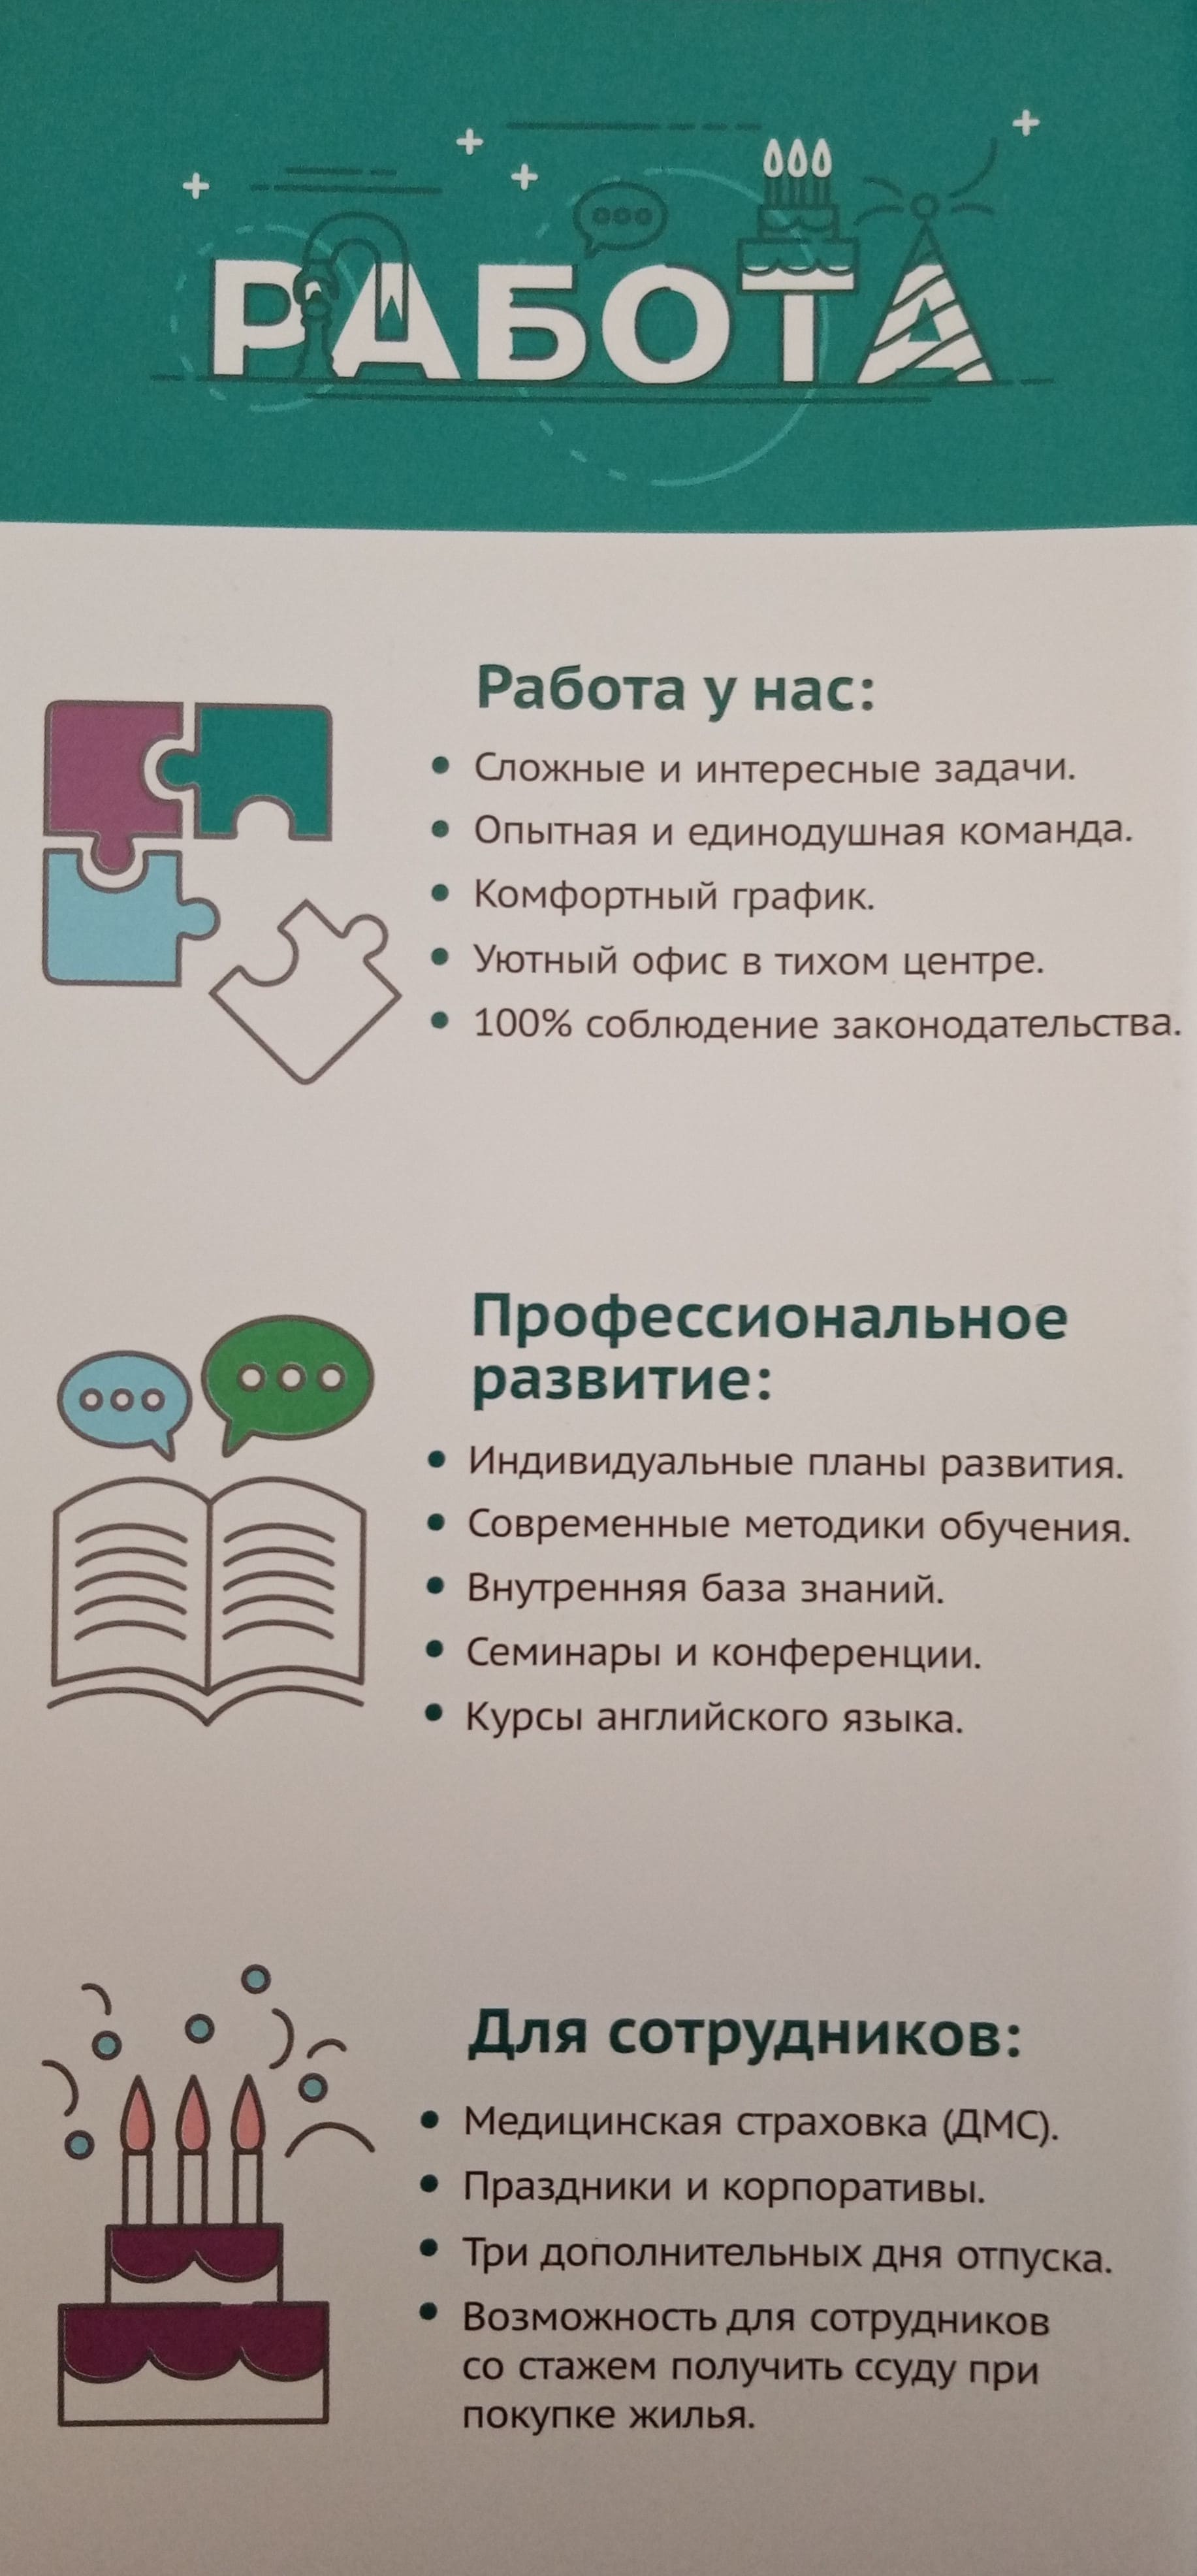 РАБОТА
Работа у нас:
• Сложные и интересные задачи.
• Опытная и единодушная команда.
• Комфортный график.
• Уютный офис в тихом центре.
• 100% соблюдение законодательства.
Профессиональное
развитие:
• Индивидуальные планы развития.
• Современные методики обучения.
• Внутренняя база знаний.
• Семинары и конференции.
• Курсы английского языка.
Для сотрудников:
• Медицинская страховка (ДМС).
• Праздники и корпоративы.
• Три дополнительных дня отпуска.
• Возможность для сотрудников
со стажем получить ссуду при
покупке жилья.